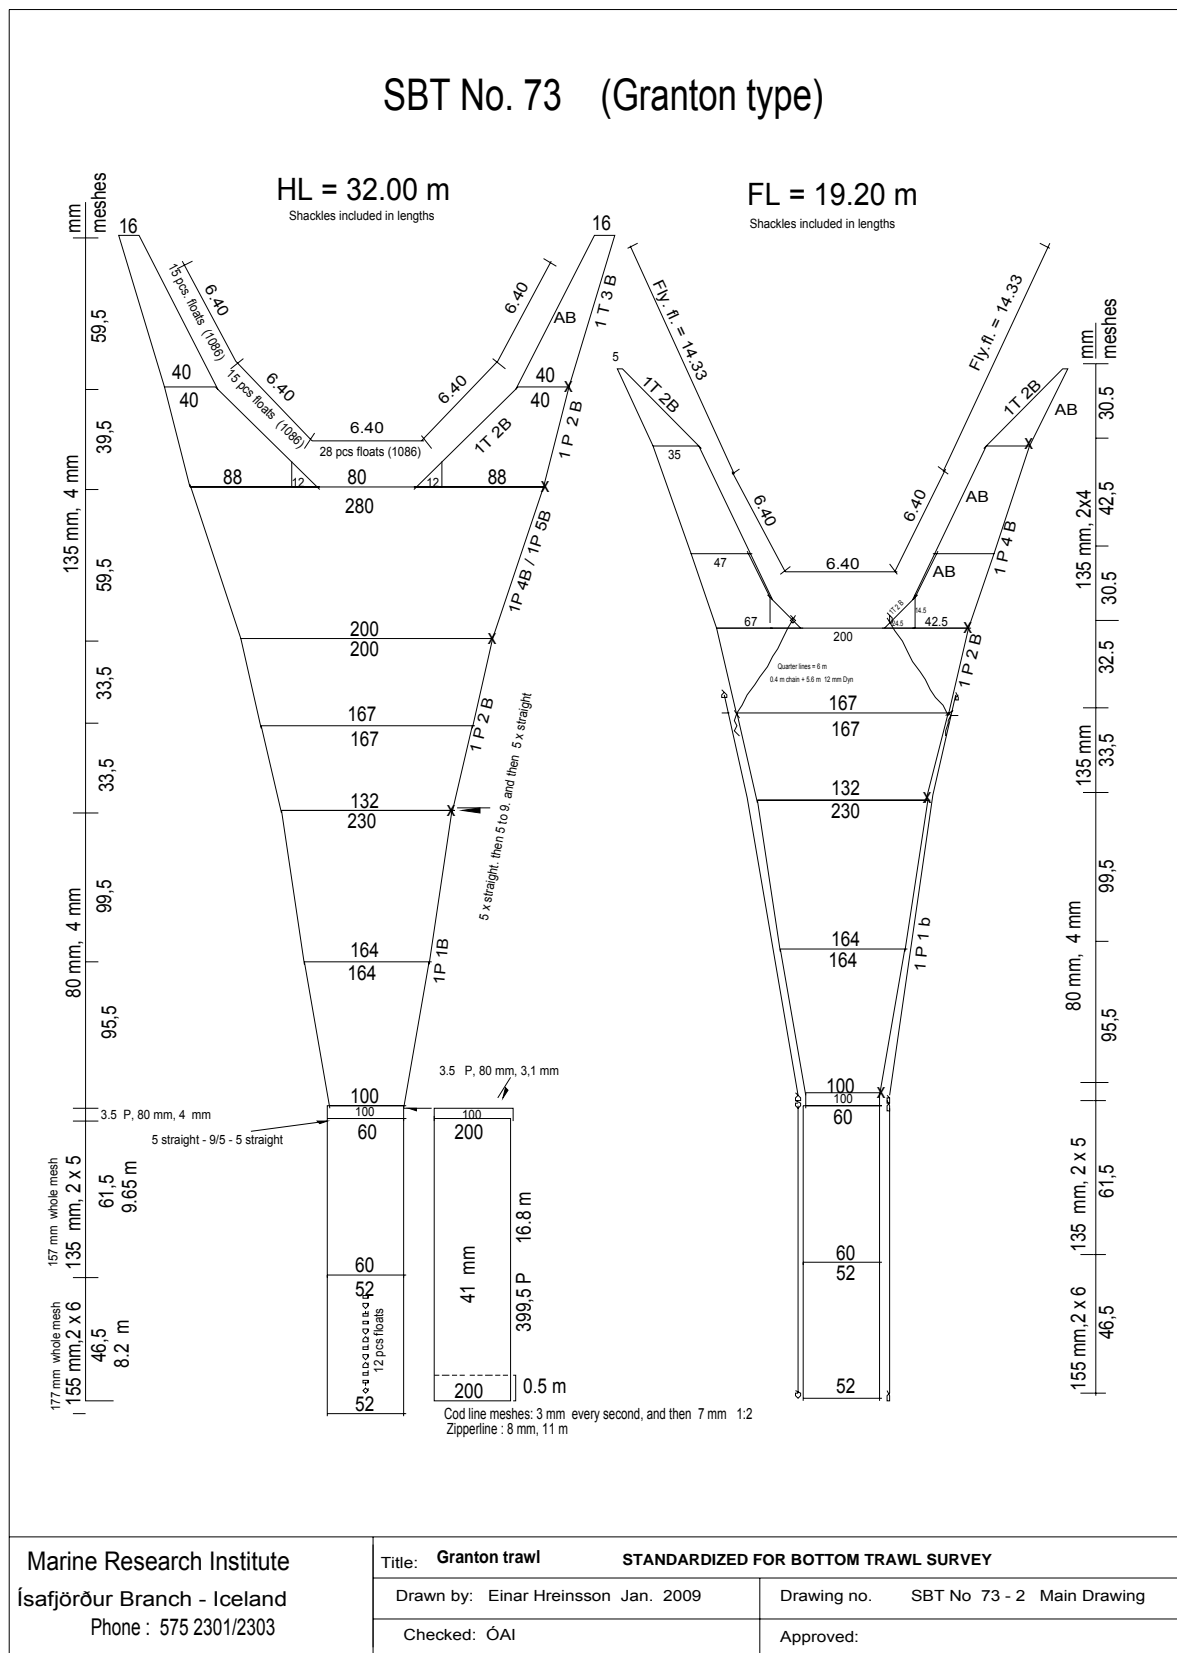 SBT No. 73 (Granton type)
HL = 32.00 m
Shackles included in lengths
FL = 19.20 m
Shackles included in lengths
mm
meshes
16
16
59,5
15 pcs. floats (1086)
6.40
6.40
AB
1 T 3 B
40
40
6.40
15 pcs floats (1086)
6.40
40
40
39,5
6.40
28 pcs floats (1086)
1T 2B
1 P 2 B
88
12
80
12
88
280
135 mm, 4 mm
59,5
1P 4B / 1P 5B
200
200
33,5
167
167
1 P 2 B
33,5
132
230
5 x straight. then 5 to 9. and then 5 x straight
80 mm, 4 mm
99,5
164
164
1P 1B
95,5
3.5 P, 80 mm, 3,1 mm
100
100
100
3.5 P, 80 mm, 4 mm
60
200
5 straight - 9/5 - 5 straight
157 mm whole mesh
135 mm, 2 x 5
61,5
9.65 m
41 mm
399,5 P 16.8 m
60
52
177 mm whole mesh
155 mm,2 x 6
46,5
8.2 m
12 pcs floats
52
200
0.5 m
Cod line meshes: 3 mm every second, and then 7 mm 1:2
Zipperline : 8 mm, 11 m
Fly. fl. = 14.33
Fly.fl. = 14.33
mm
meshes
5
1T 2B
1T 2B
AB
30.5
35
6.40
6.40
AB
135 mm, 2x4
42,5
47
6.40
AB
1 P 4 B
30.5
1T 2 B
14.5
24.5
67
200
42.5
Quarter lines = 6 m
0.4 m chain + 5.6 m 12 mm Dyn
1 P 2 B
32.5
167
167
135 mm
33,5
132
230
80 mm, 4 mm
99,5
164
164
1 P 1 b
95,5
100
100
60
135 mm, 2 x 5
61,5
60
52
155 mm,2 x 6
46,5
52
Marine Research Institute
Ísafjörður Branch - Iceland
Phone : 575 2301/2303
Title: Granton trawl STANDARDIZED FOR BOTTOM TRAWL SURVEY
Drawn by: Einar Hreinsson Jan. 2009
Drawing no. SBT No 73 - 2 Main Drawing
Checked: ÓAI
Approved: